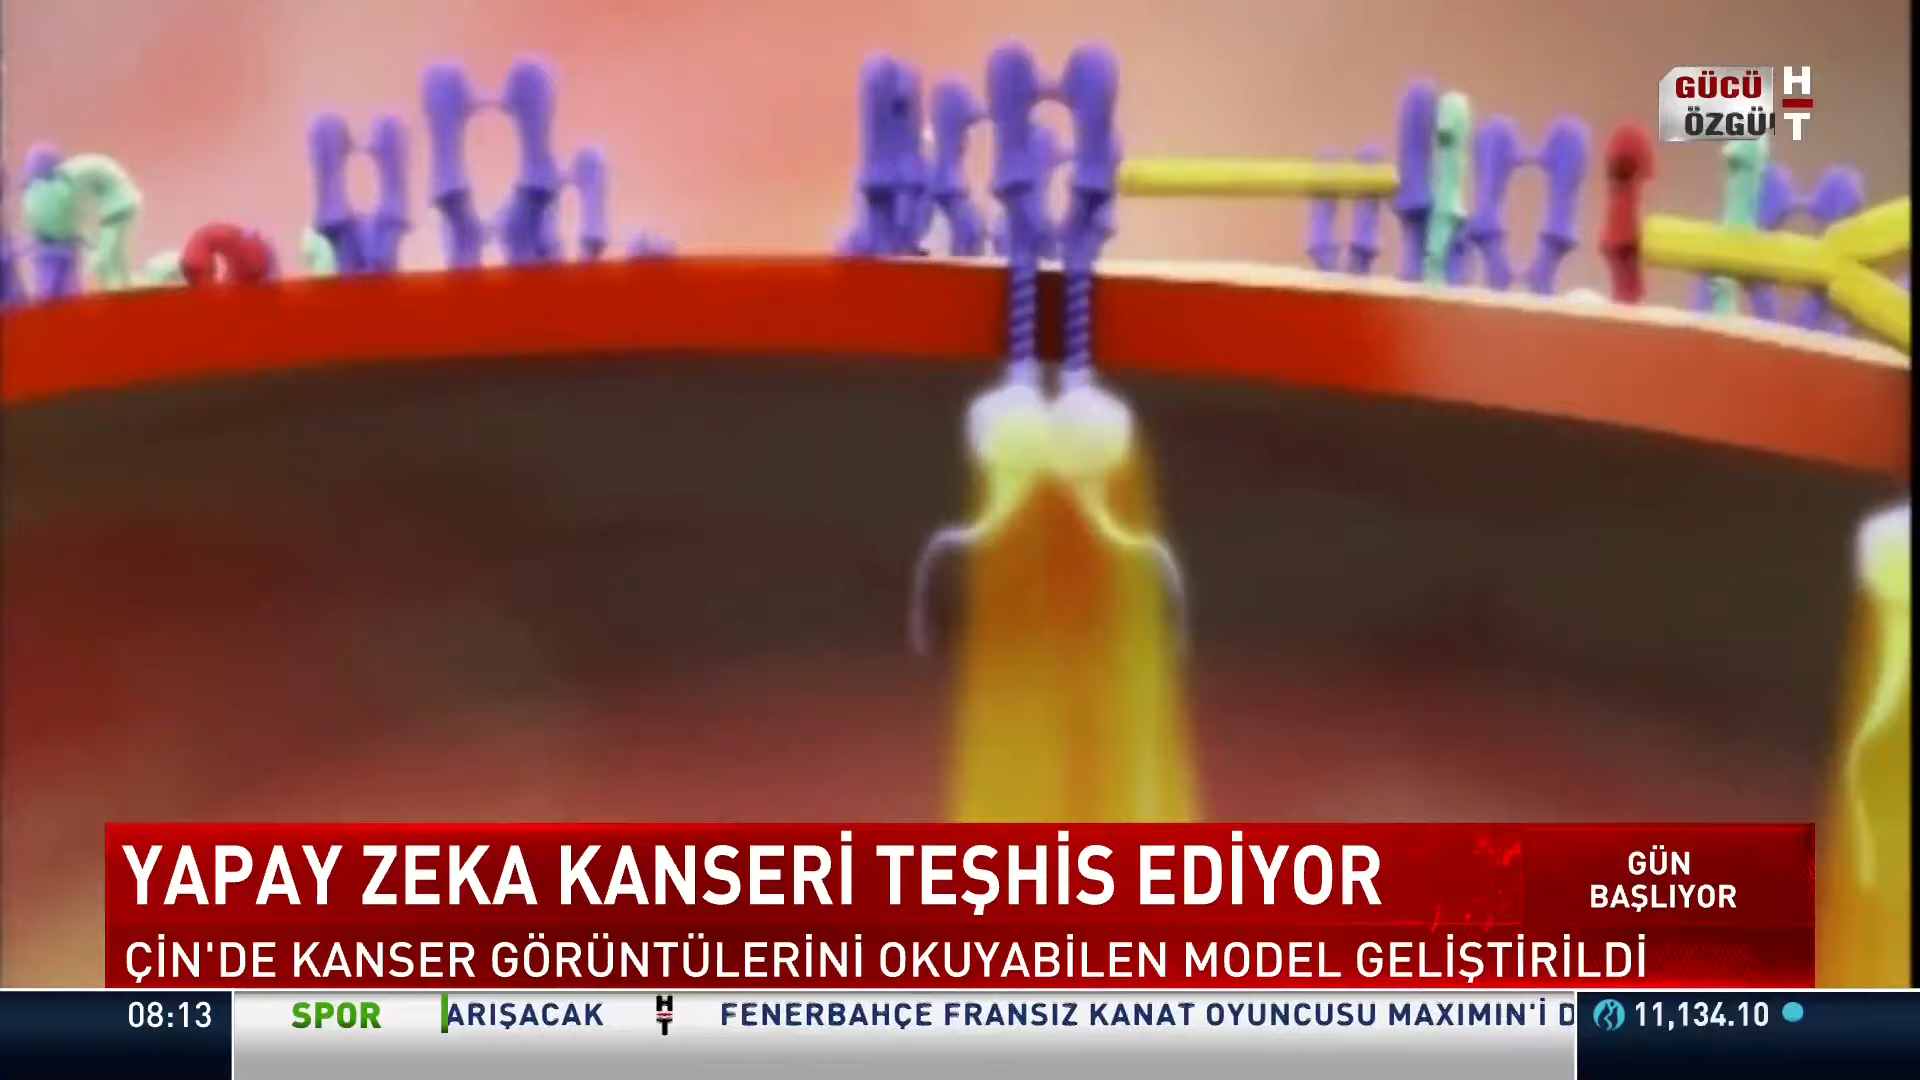 GÜCÜ
ÖZGÜ
H
T
YAPAY ZEKA KANSERİ TEŞHİS EDİYOR
GÜN
BAŞLIYOR
ÇİN'DE KANSER GÖRÜNTÜLERİNİ OKUYABİLEN MODEL GELİŞTİRİLDİ
08:13 SPOR ARIŞACAK HT FENERBAHÇE FRANSIZ KANAT OYUNCUSU MAXIMIN'İ D 11,134.10